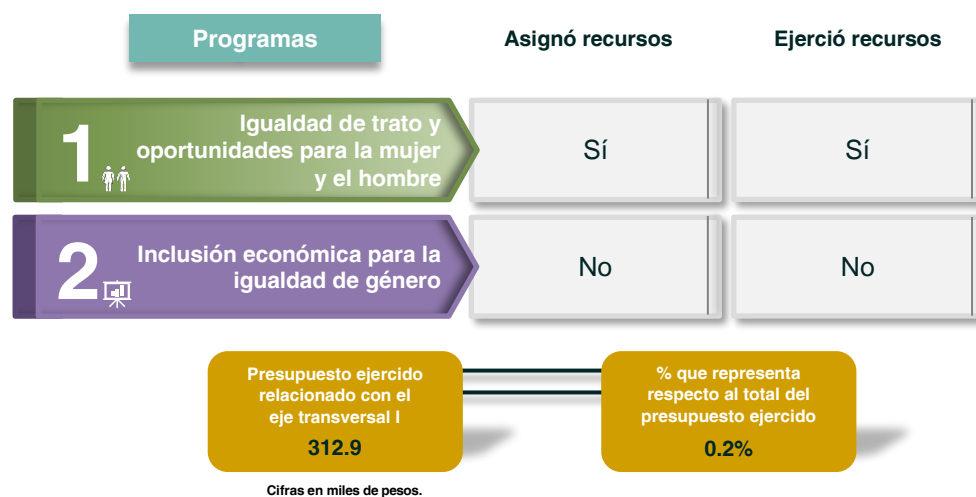 Programas
Asignó recursos
Ejerció recursos
1
Igualdad de trato y
oportunidades para la mujer
y el hombre
Sí
Sí
2
Inclusión económica para la
igualdad de género
No
No
Presupuesto ejercido
relacionado con el
eje transversal I
312.9
% que representa
respecto al total del
presupuesto ejercido
0.2%
Cifras en miles de pesos.